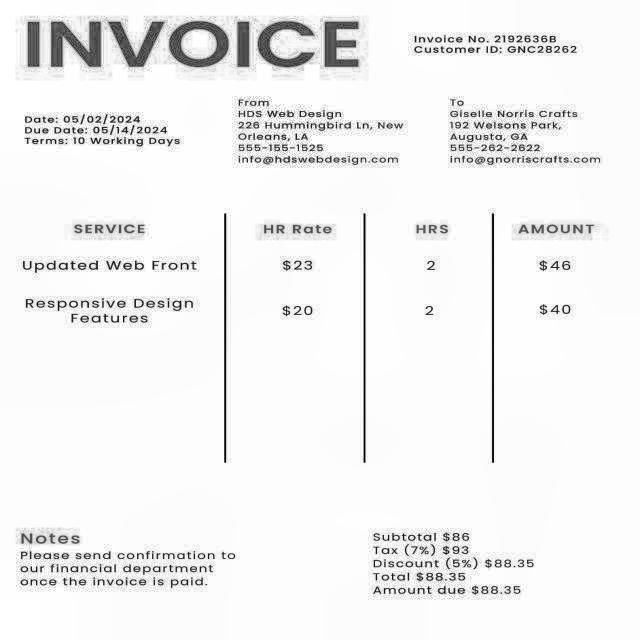 INVOICE
Invoice No. 2192636B
Customer ID: GNC28262
Date: 05/02/2024
Due Date: 05/14/2024
Terms: 10 Working Days
From
HDS Web Design
226 Hummingbird Ln, New
Orleans, LA
555-155-1525
info@hdswebdesign.com
To
Giselle Norris Crafts
192 Welsons Park,
Augusta, GA
555-262-2622
info@gnorriscrafts.com
SERVICE HR Rate HRS AMOUNT
Updated Web Front $23 2 $46
Responsive Design
Features $20 2 $40
Notes
Please send confirmation to
our financial department
once the invoice is paid.
Subtotal $86
Tax (7%) $93
Discount (5%) $88.35
Total $88.35
Amount due $88.35